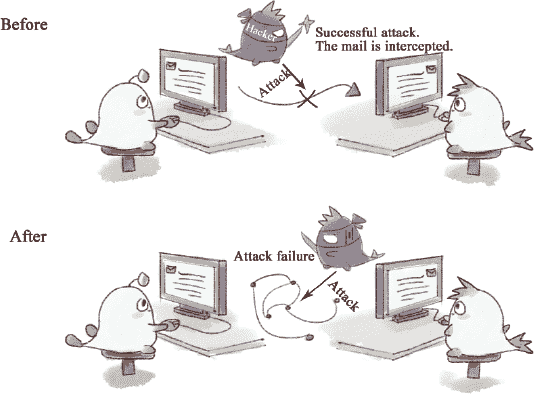 Before
Hacker
Successful attack.
The mail is intercepted.
Attack
After
Attack failure
Attack